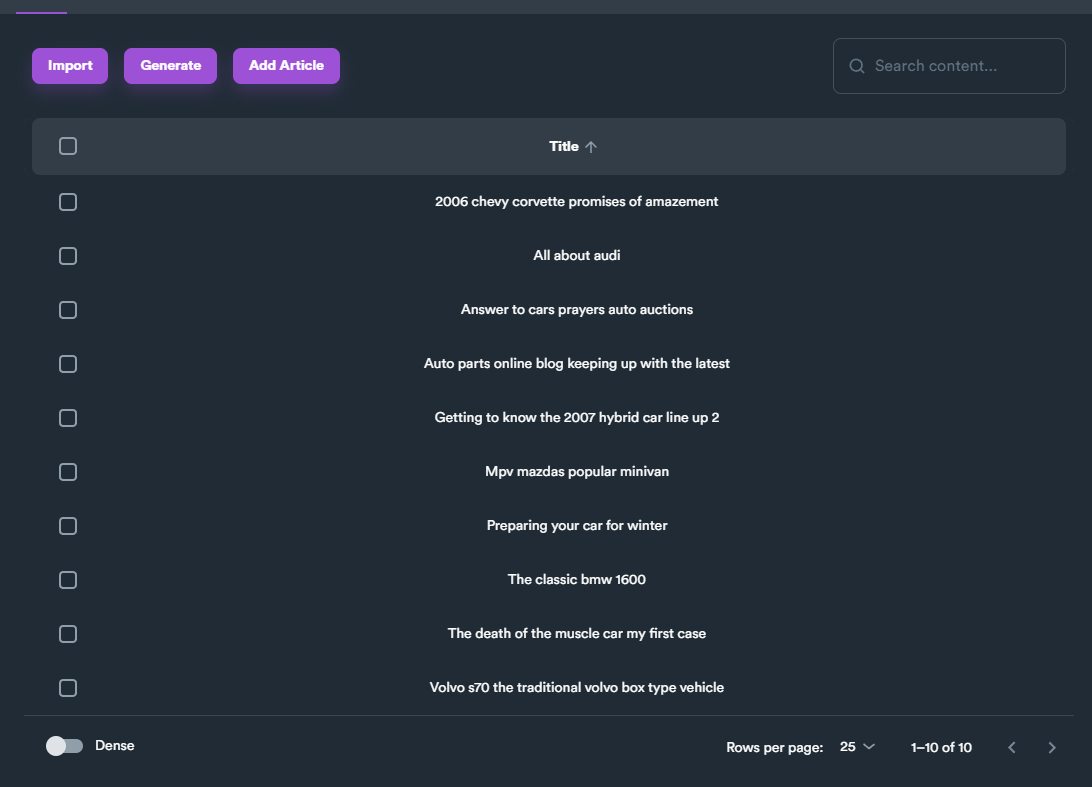 Import Generate Add Article Search content...
Title
2006 chevy corvette promises of amazement
All about audi
Answer to cars prayers auto auctions
Auto parts online blog keeping up with the latest
Getting to know the 2007 hybrid car line up 2
Mpv mazdas popular minivan
Preparing your car for winter
The classic bmw 1600
The death of the muscle car my first case
Volvo s70 the traditional volvo box type vehicle
Dense Rows per page: 25 1–10 of 10